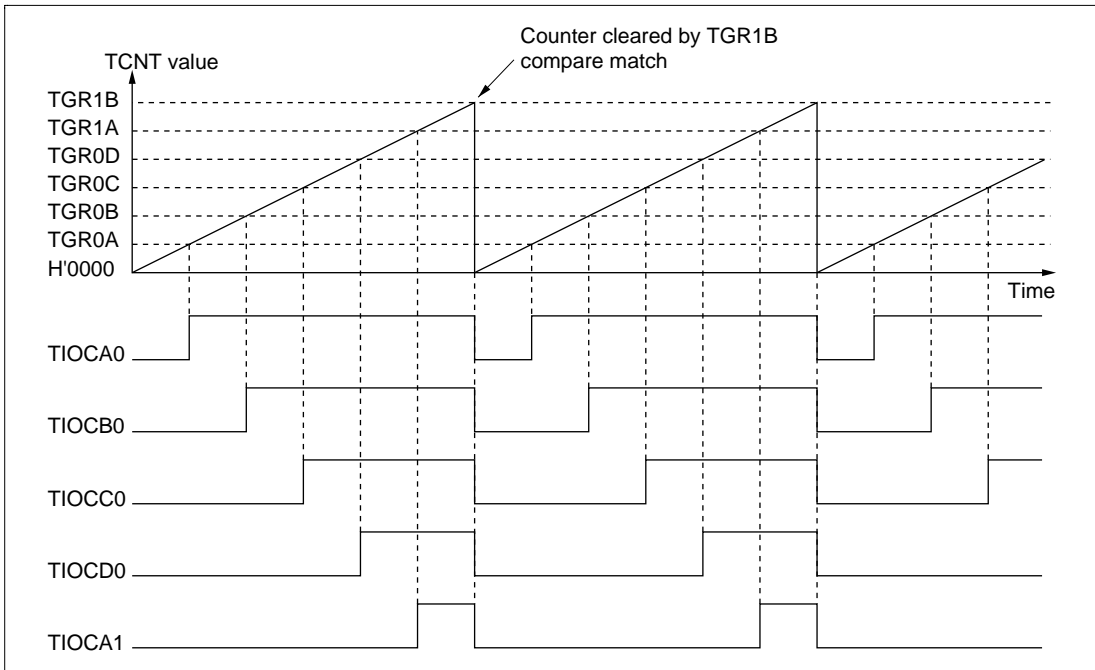 Counter cleared by TGR1B
compare match
TCNT value
TGR1B
TGR1A
TGR0D
TGR0C
TGR0B
TGR0A
H'0000
Time
TIOCA0
TIOCB0
TIOCC0
TIOCD0
TIOCA1